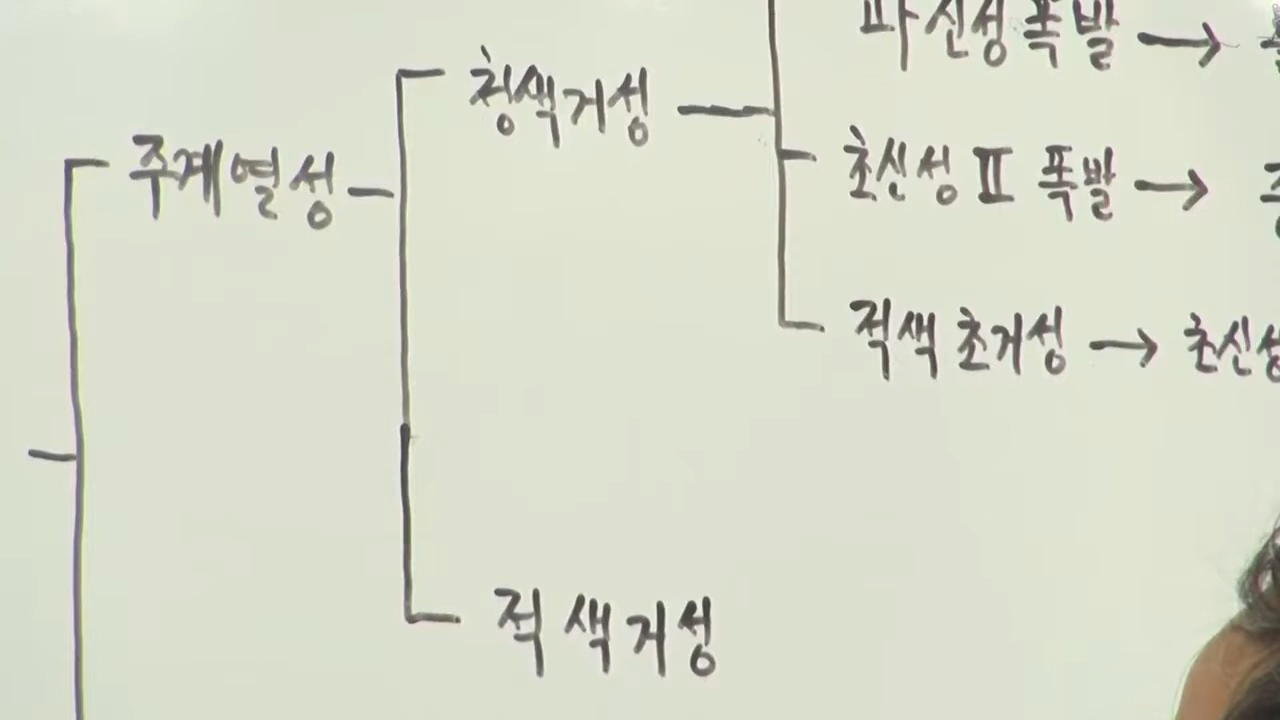 파신성 폭발 →
청색거성
주계열성
초신성 Ⅱ 폭발 →
적색 초거성 → 초신성
적색거성